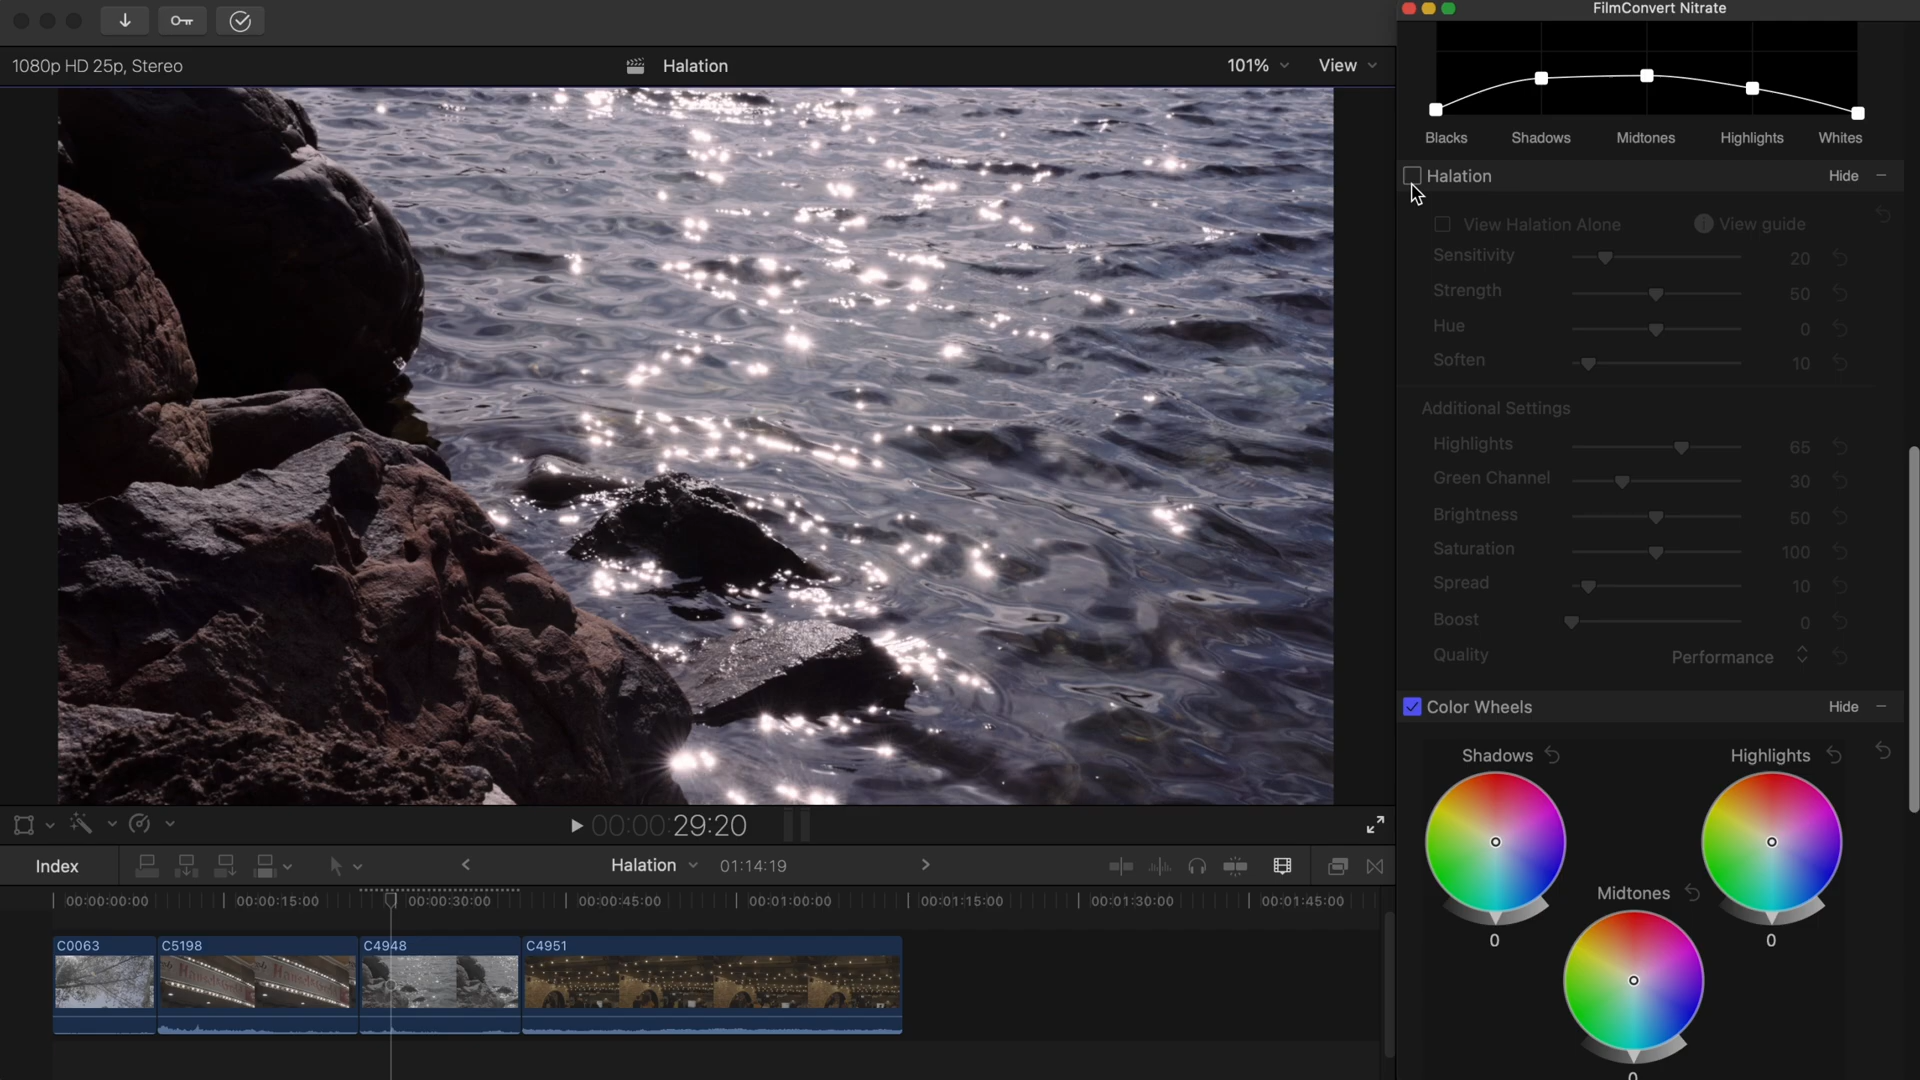 FilmConvert Nitrate
1080p HD 25p, Stereo
Halation
101%
View
Blacks
Shadows
Midtones
Highlights
Whites
Halation
Hide
View Halation Alone
View guide
Sensitivity
20
Strength
50
Hue
0
Soften
10
Additional Settings
Highlights
65
Green Channel
30
Brightness
50
Saturation
100
Spread
10
Boost
0
Quality
Performance
Color Wheels
Hide
Shadows
Highlights
0
0
Midtones
0
00:00:00:29:20
Index
Halation
01:14:19
00:00:00:00
00:00:15:00
00:00:30:00
00:00:45:00
00:01:00:00
00:01:15:00
00:01:30:00
00:01:45:00
C0063
C5198
C4948
C4951